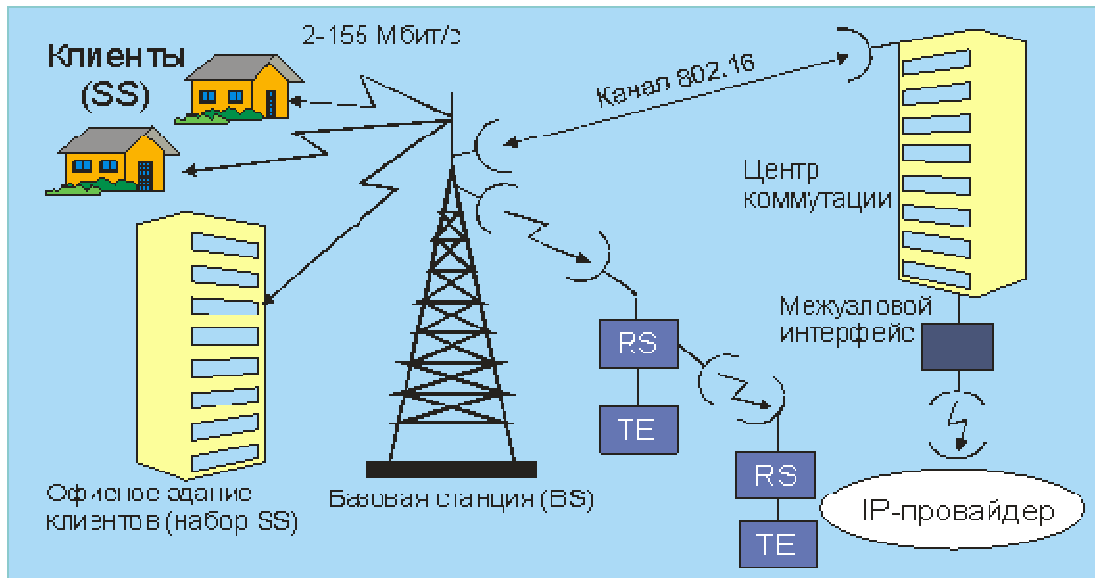 Клиенты
(SS)
2-155 Мбит/с
Канал 802.16
Центр
коммутации
Межузловой
интерфейс
RS
TE
RS
TE
IP-провайдер
Базовая станция (BS)
Офисное здание
клиентов (набор SS)